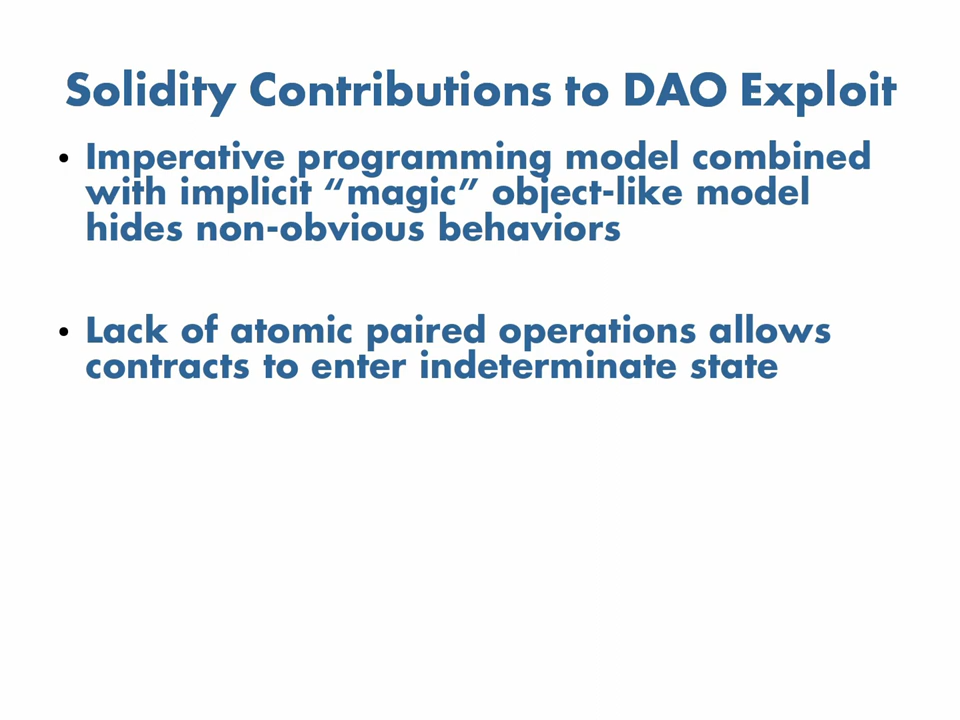 Solidity Contributions to DAO Exploit
• Imperative programming model combined
with implicit “magic” object-like model
hides non-obvious behaviors
• Lack of atomic paired operations allows
contracts to enter indeterminate state